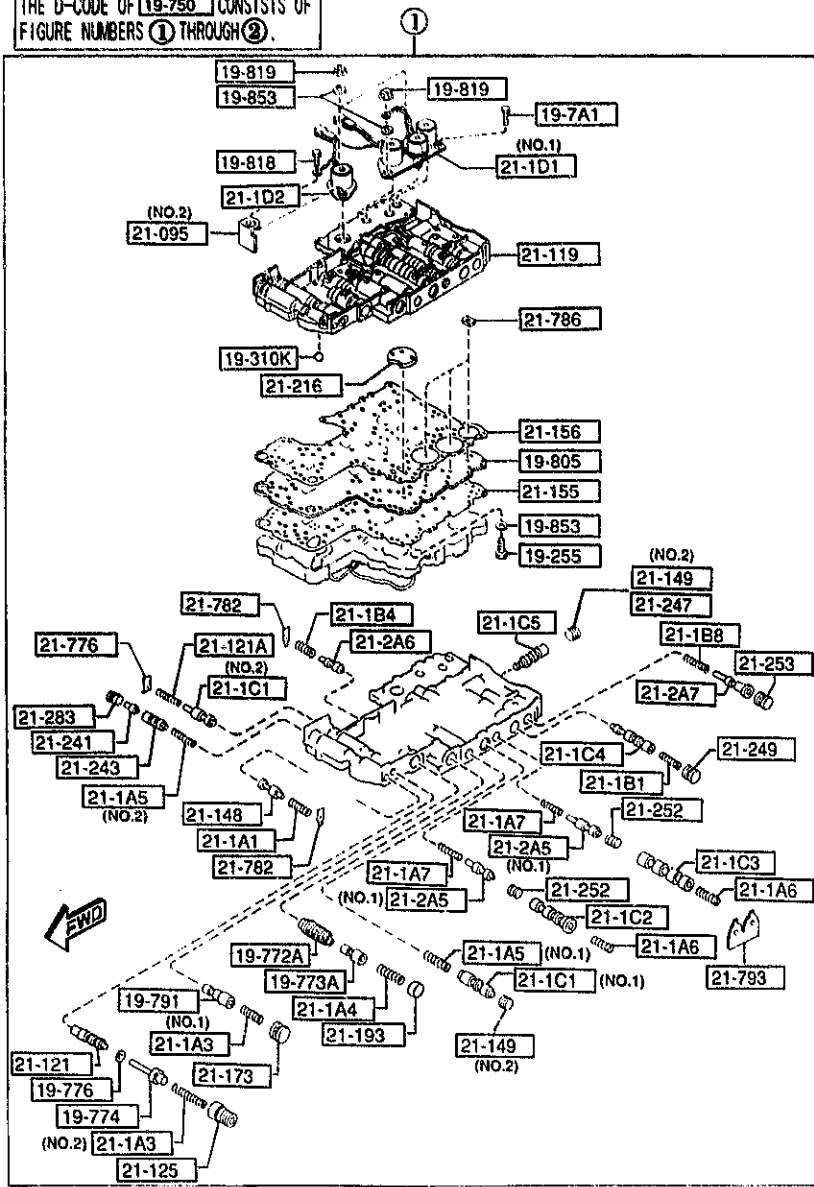 THE D-CODE OF 19-750 CONSISTS OF
FIGURE NUMBERS ① THROUGH ②.
①
19-819
19-853
19-819
19-7A1
(NO.1)
21-1D1
19-818
21-1D2
(NO.2)
21-095
21-119
21-786
19-310K
21-216
21-156
19-805
21-155
19-853
19-255
(NO.2)
21-149
21-247
21-782
21-1B4
21-2A6
21-1C5
21-1B8
21-253
21-2A7
21-776
21-121A
(NO.2)
21-1C1
21-283
21-241
21-243
21-1A5
(NO.2)
21-1C4
21-249
21-1B1
21-148
21-1A1
21-782
21-1A7
21-252
21-2A5
(NO.1)
21-1A7
(NO.1) 21-2A5
21-252
21-1C3
21-1A6
21-1C2
21-1A6
21-793
FWD
19-772A
19-773A
21-1A4
21-193
21-1A5 (NO.1)
21-1C1 (NO.1)
21-149
(NO.2)
19-791
(NO.1)
21-1A3
21-173
21-121
19-776
19-774
(NO.2) 21-1A3
21-125